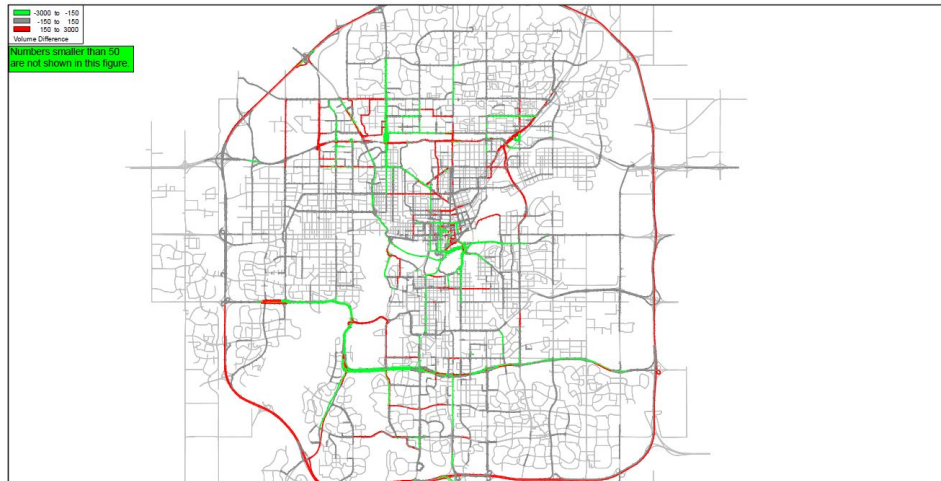 -3000 to -150
-150 to 150
150 to 3000
Volume Difference
Numbers smaller than 50
are not shown in this figure.